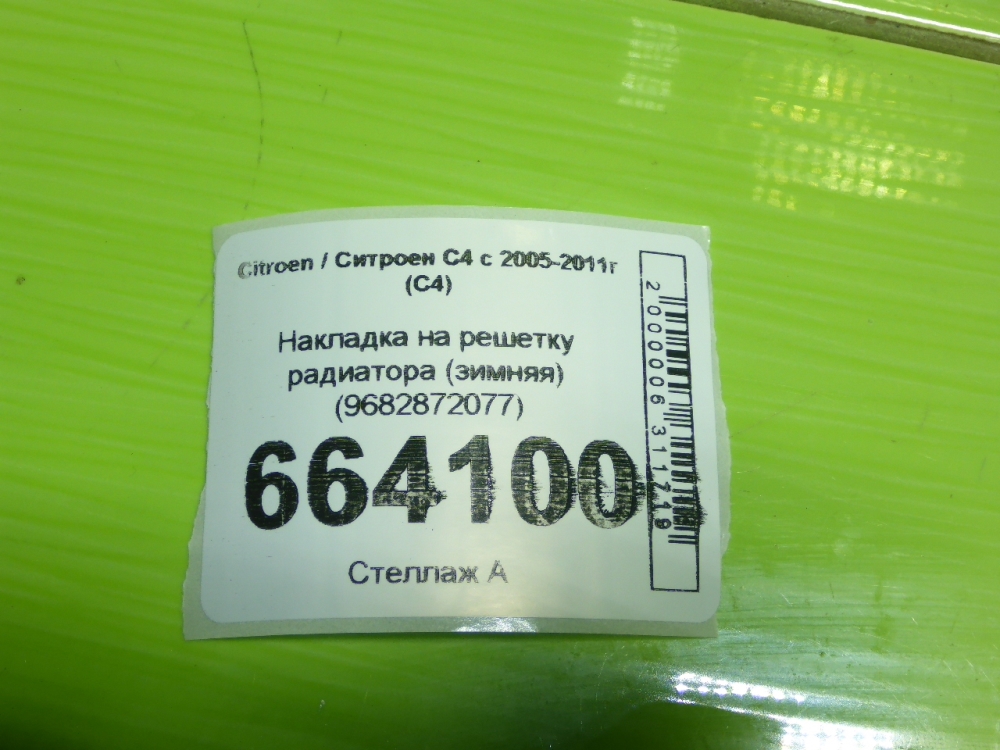 Citroen / Ситроен C4 с 2005-2011г
(C4)
Накладка на решетку
радиатора (зимняя)
(9682872077)
664100
Стеллаж А